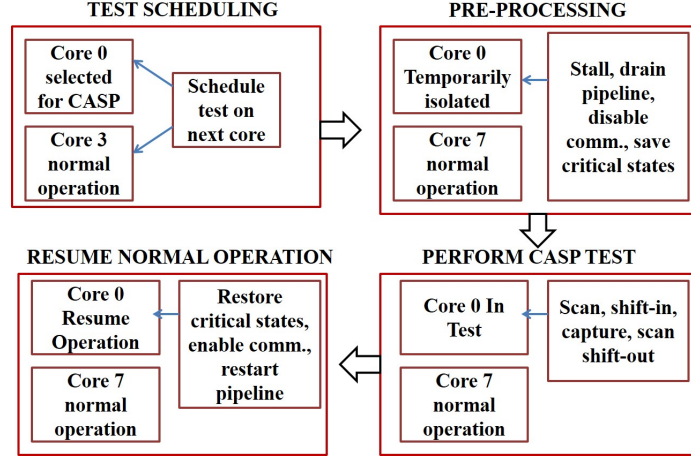 TEST SCHEDULING
Core 0
selected
for CASP
Schedule
test on
next core
Core 3
normal
operation
PRE-PROCESSING
Core 0
Temporarily
isolated
Stall, drain
pipeline,
disable
comm., save
critical states
Core 7
normal
operation
RESUME NORMAL OPERATION
Core 0
Resume
Operation
Restore
critical states,
enable comm.,
restart
pipeline
Core 7
normal
operation
PERFORM CASP TEST
Core 0 In
Test
Scan, shift-in,
capture, scan
shift-out
Core 7
normal
operation